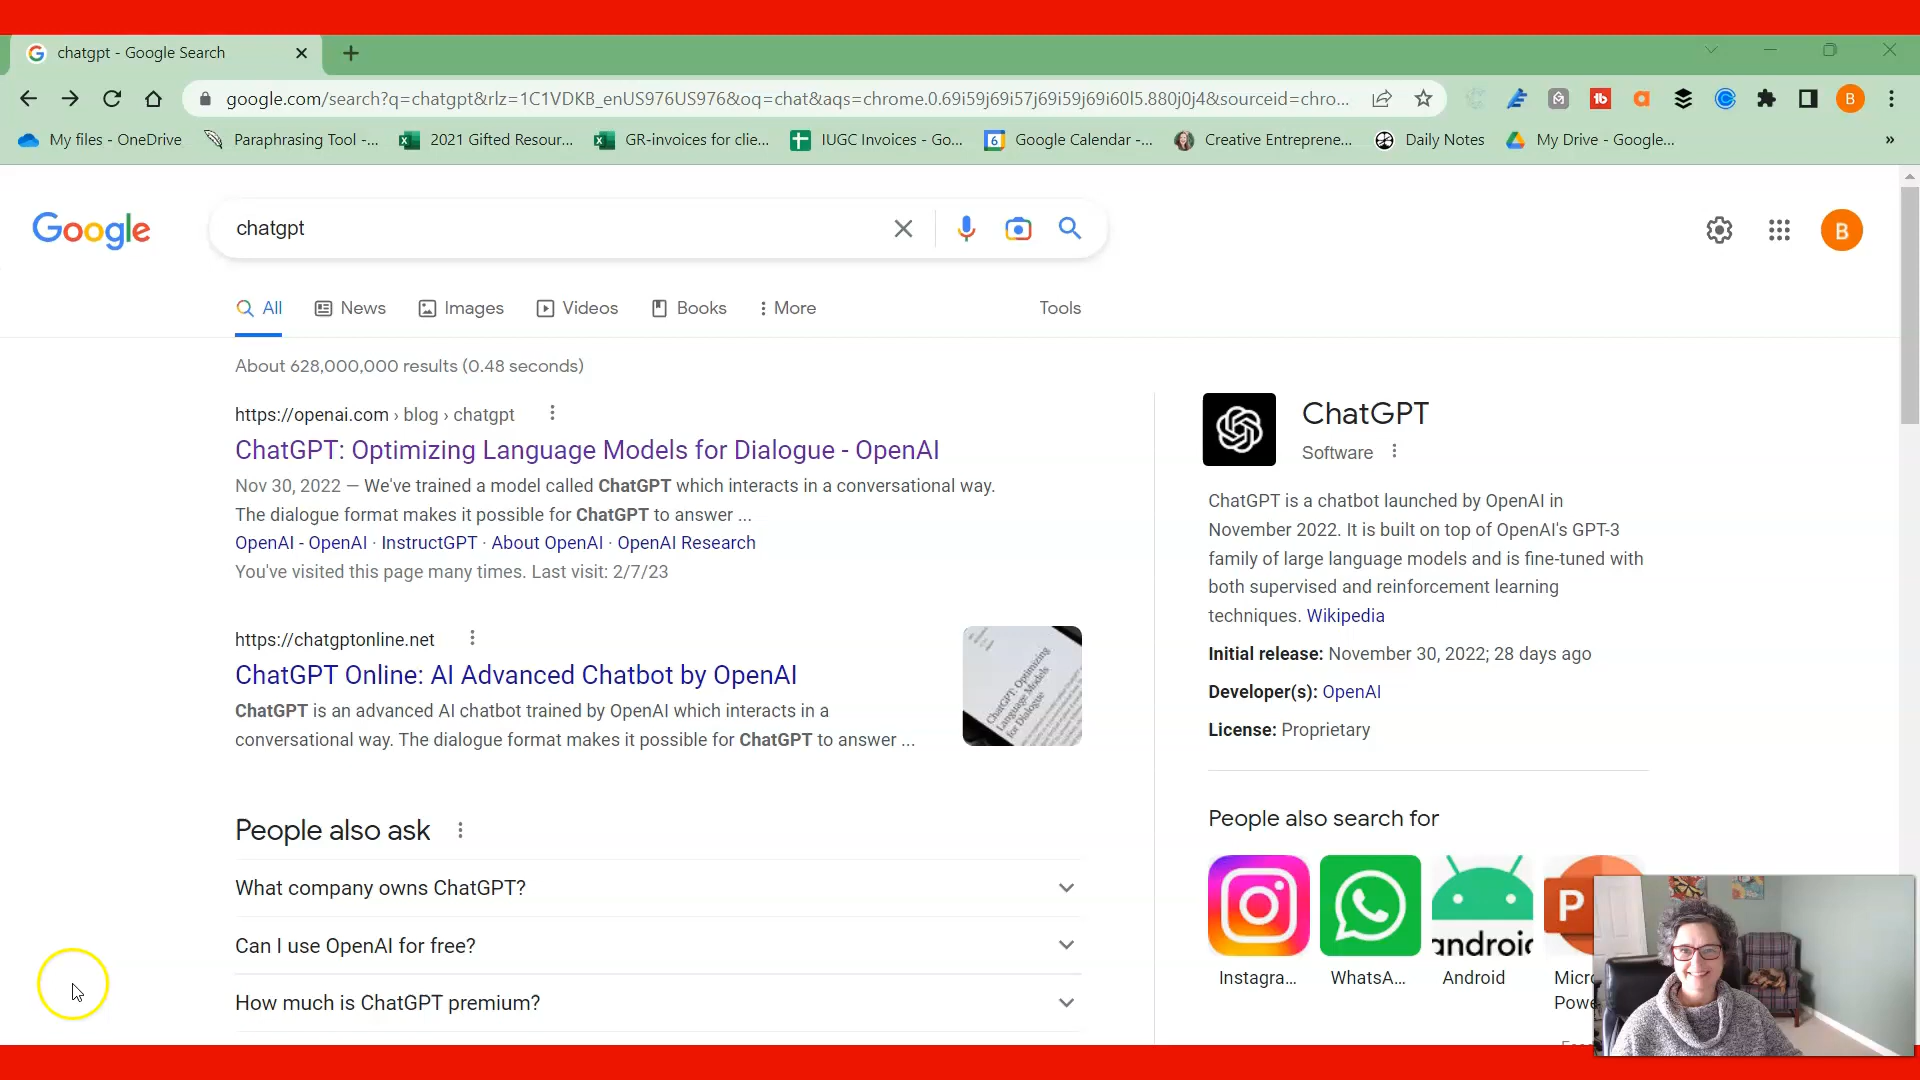 chatgpt - Google Search
google.com/search?q=chatgpt&rlz=1C1VDKB_enUS976US976&oq=chat&aqs=chrome.0.69i59j69i57j69i59j69i60l5.880j0j4&sourceid=chro...
B
My files - OneDrive
Paraphrasing Tool -...
2021 Gifted Resour...
GR-invoices for clie...
IUGC Invoices - Go...
Google Calendar -...
Creative Entreprene...
Daily Notes
My Drive - Google...
»
Google
chatgpt
B
All
News
Images
Videos
Books
More
Tools
About 628,000,000 results (0.48 seconds)
https://openai.com › blog › chatgpt
ChatGPT: Optimizing Language Models for Dialogue - OpenAI
Nov 30, 2022 — We've trained a model called ChatGPT which interacts in a conversational way.
The dialogue format makes it possible for ChatGPT to answer ...
OpenAI - OpenAI · InstructGPT · About OpenAI · OpenAI Research
You've visited this page many times. Last visit: 2/7/23
https://chatgptonline.net
ChatGPT Online: AI Advanced Chatbot by OpenAI
ChatGPT is an advanced AI chatbot trained by OpenAI which interacts in a
conversational way. The dialogue format makes it possible for ChatGPT to answer ...
ChatGPT: Optimizing
Language Models
for Dialogue
People also ask
What company owns ChatGPT?
Can I use OpenAI for free?
How much is ChatGPT premium?
ChatGPT
Software
ChatGPT is a chatbot launched by OpenAI in
November 2022. It is built on top of OpenAI's GPT-3
family of large language models and is fine-tuned with
both supervised and reinforcement learning
techniques. Wikipedia
Initial release: November 30, 2022; 28 days ago
Developer(s): OpenAI
License: Proprietary
People also search for
android
P
Instagra...
WhatsA...
Android
Micro
Powe